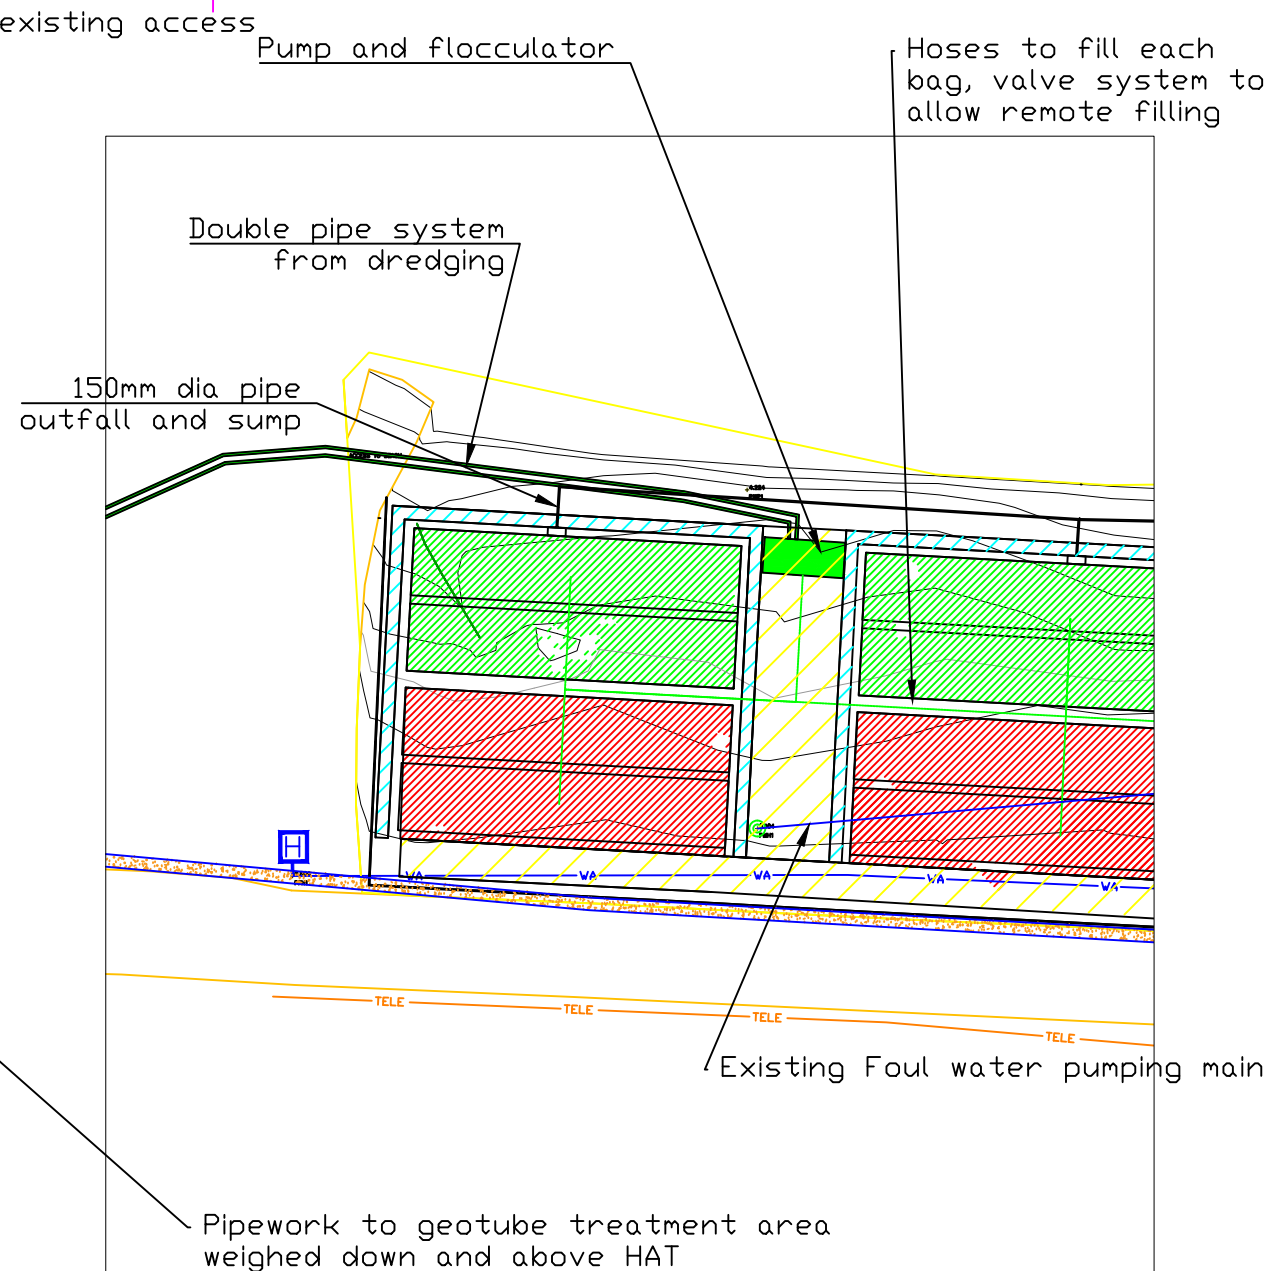 existing access
Pump and flocculator
Hoses to fill each
bag, valve system to
allow remote filling
Double pipe system
from dredging
150mm dia pipe
outfall and sump
H
WA WA WA WA WA
TELE TELE TELE TELE
Existing Foul water pumping main
Pipework to geotube treatment area
weighed down and above HAT